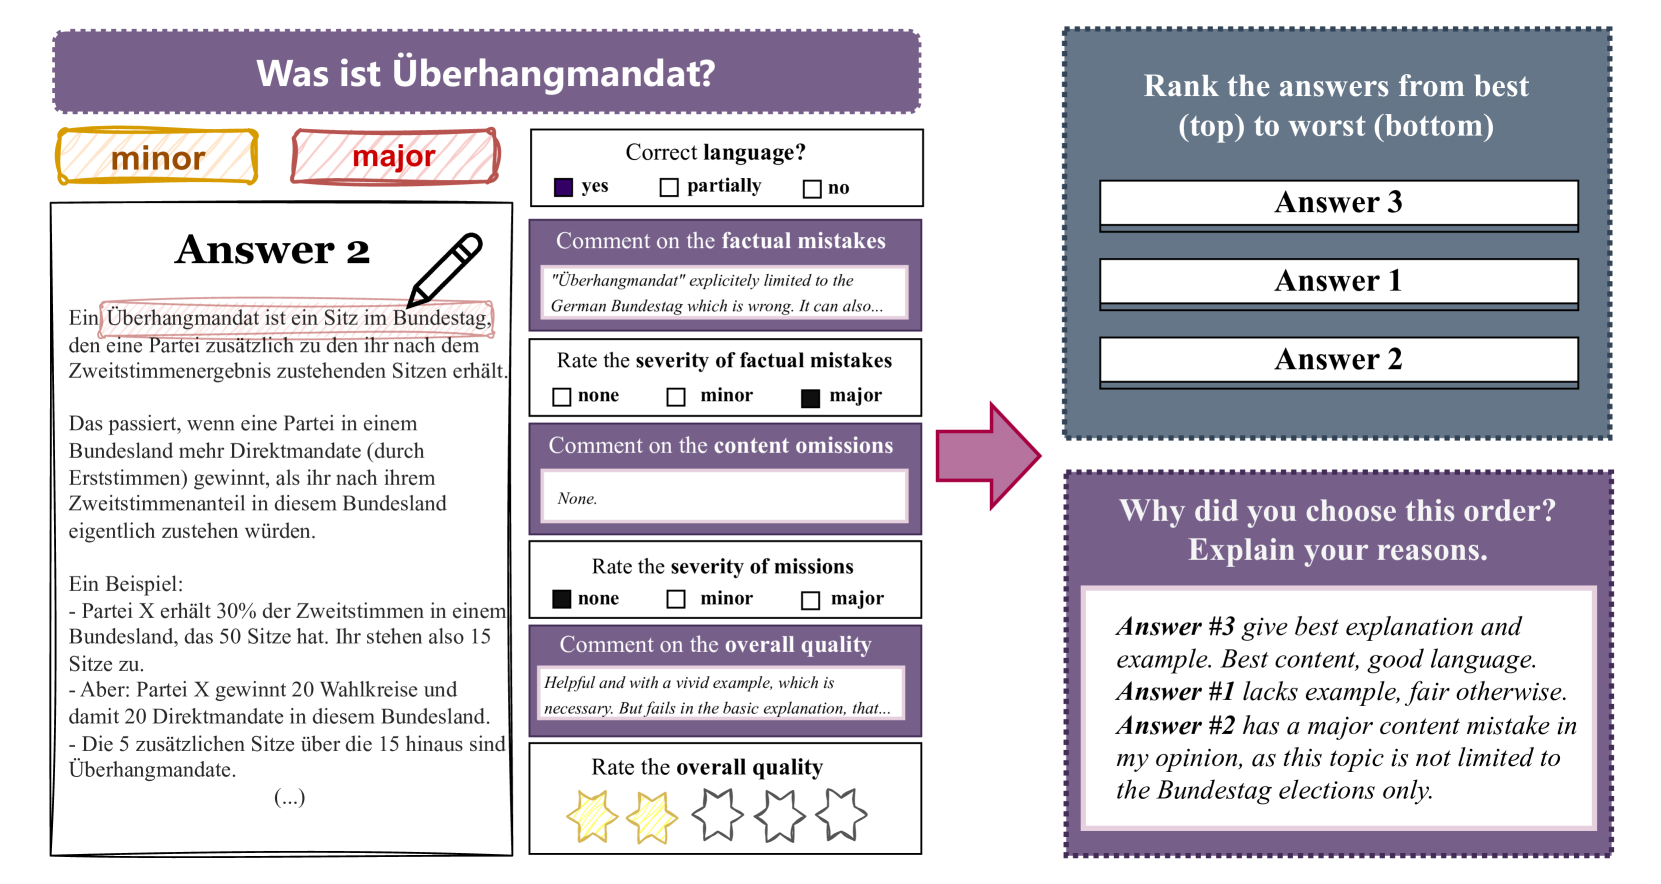 Was ist Überhangmandat?
minor
major
Answer 2
Ein Überhangmandat ist ein Sitz im Bundestag,
den eine Partei zusätzlich zu den ihr nach dem
Zweitstimmenergebnis zustehenden Sitzen erhält.
Das passiert, wenn eine Partei in einem
Bundesland mehr Direktmandate (durch
Erststimmen) gewinnt, als ihr nach ihrem
Zweitstimmenanteil in diesem Bundesland
eigentlich zustehen würden.
Ein Beispiel:
- Partei X erhält 30% der Zweitstimmen in einem
Bundesland, das 50 Sitze hat. Ihr stehen also 15
Sitze zu.
- Aber: Partei X gewinnt 20 Wahlkreise und
damit 20 Direktmandate in diesem Bundesland.
- Die 5 zusätzlichen Sitze über die 15 hinaus sind
Überhangmandate.
(...)
Correct language?
yes partially no
Comment on the factual mistakes
"Überhangmandat" explicitely limited to the
German Bundestag which is wrong. It can also...
Rate the severity of factual mistakes
none minor major
Comment on the content omissions
None.
Rate the severity of missions
none minor major
Comment on the overall quality
Helpful and with a vivid example, which is
necessary. But fails in the basic explanation, that...
Rate the overall quality
Rank the answers from best
(top) to worst (bottom)
Answer 3
Answer 1
Answer 2
Why did you choose this order?
Explain your reasons.
Answer #3 give best explanation and
example. Best content, good language.
Answer #1 lacks example, fair otherwise.
Answer #2 has a major content mistake in
my opinion, as this topic is not limited to
the Bundestag elections only.